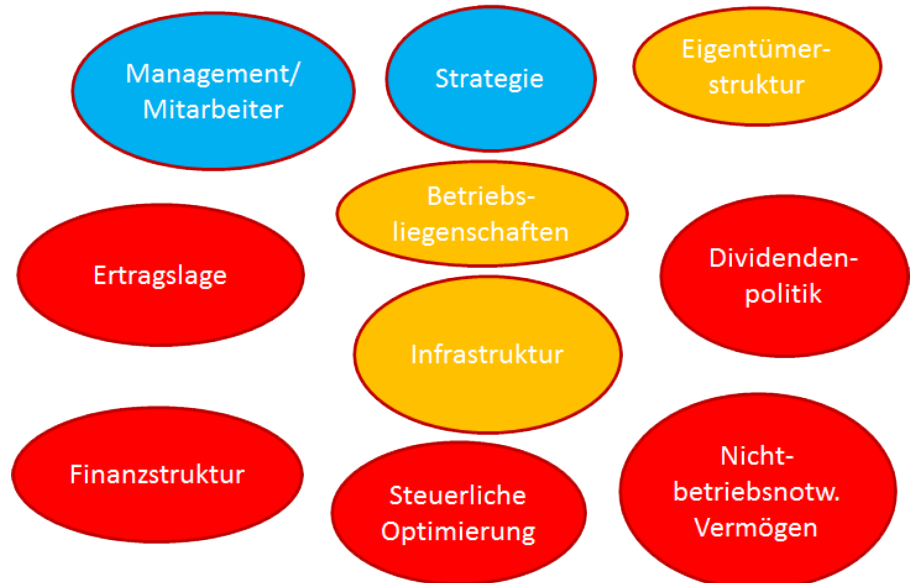 Management/
Mitarbeiter
Strategie
Eigentümer-
struktur
Betriebs-
liegenschaften
Ertragslage
Dividenden-
politik
Infrastruktur
Finanzstruktur
Steuerliche
Optimierung
Nicht-
betriebsnotw.
Vermögen